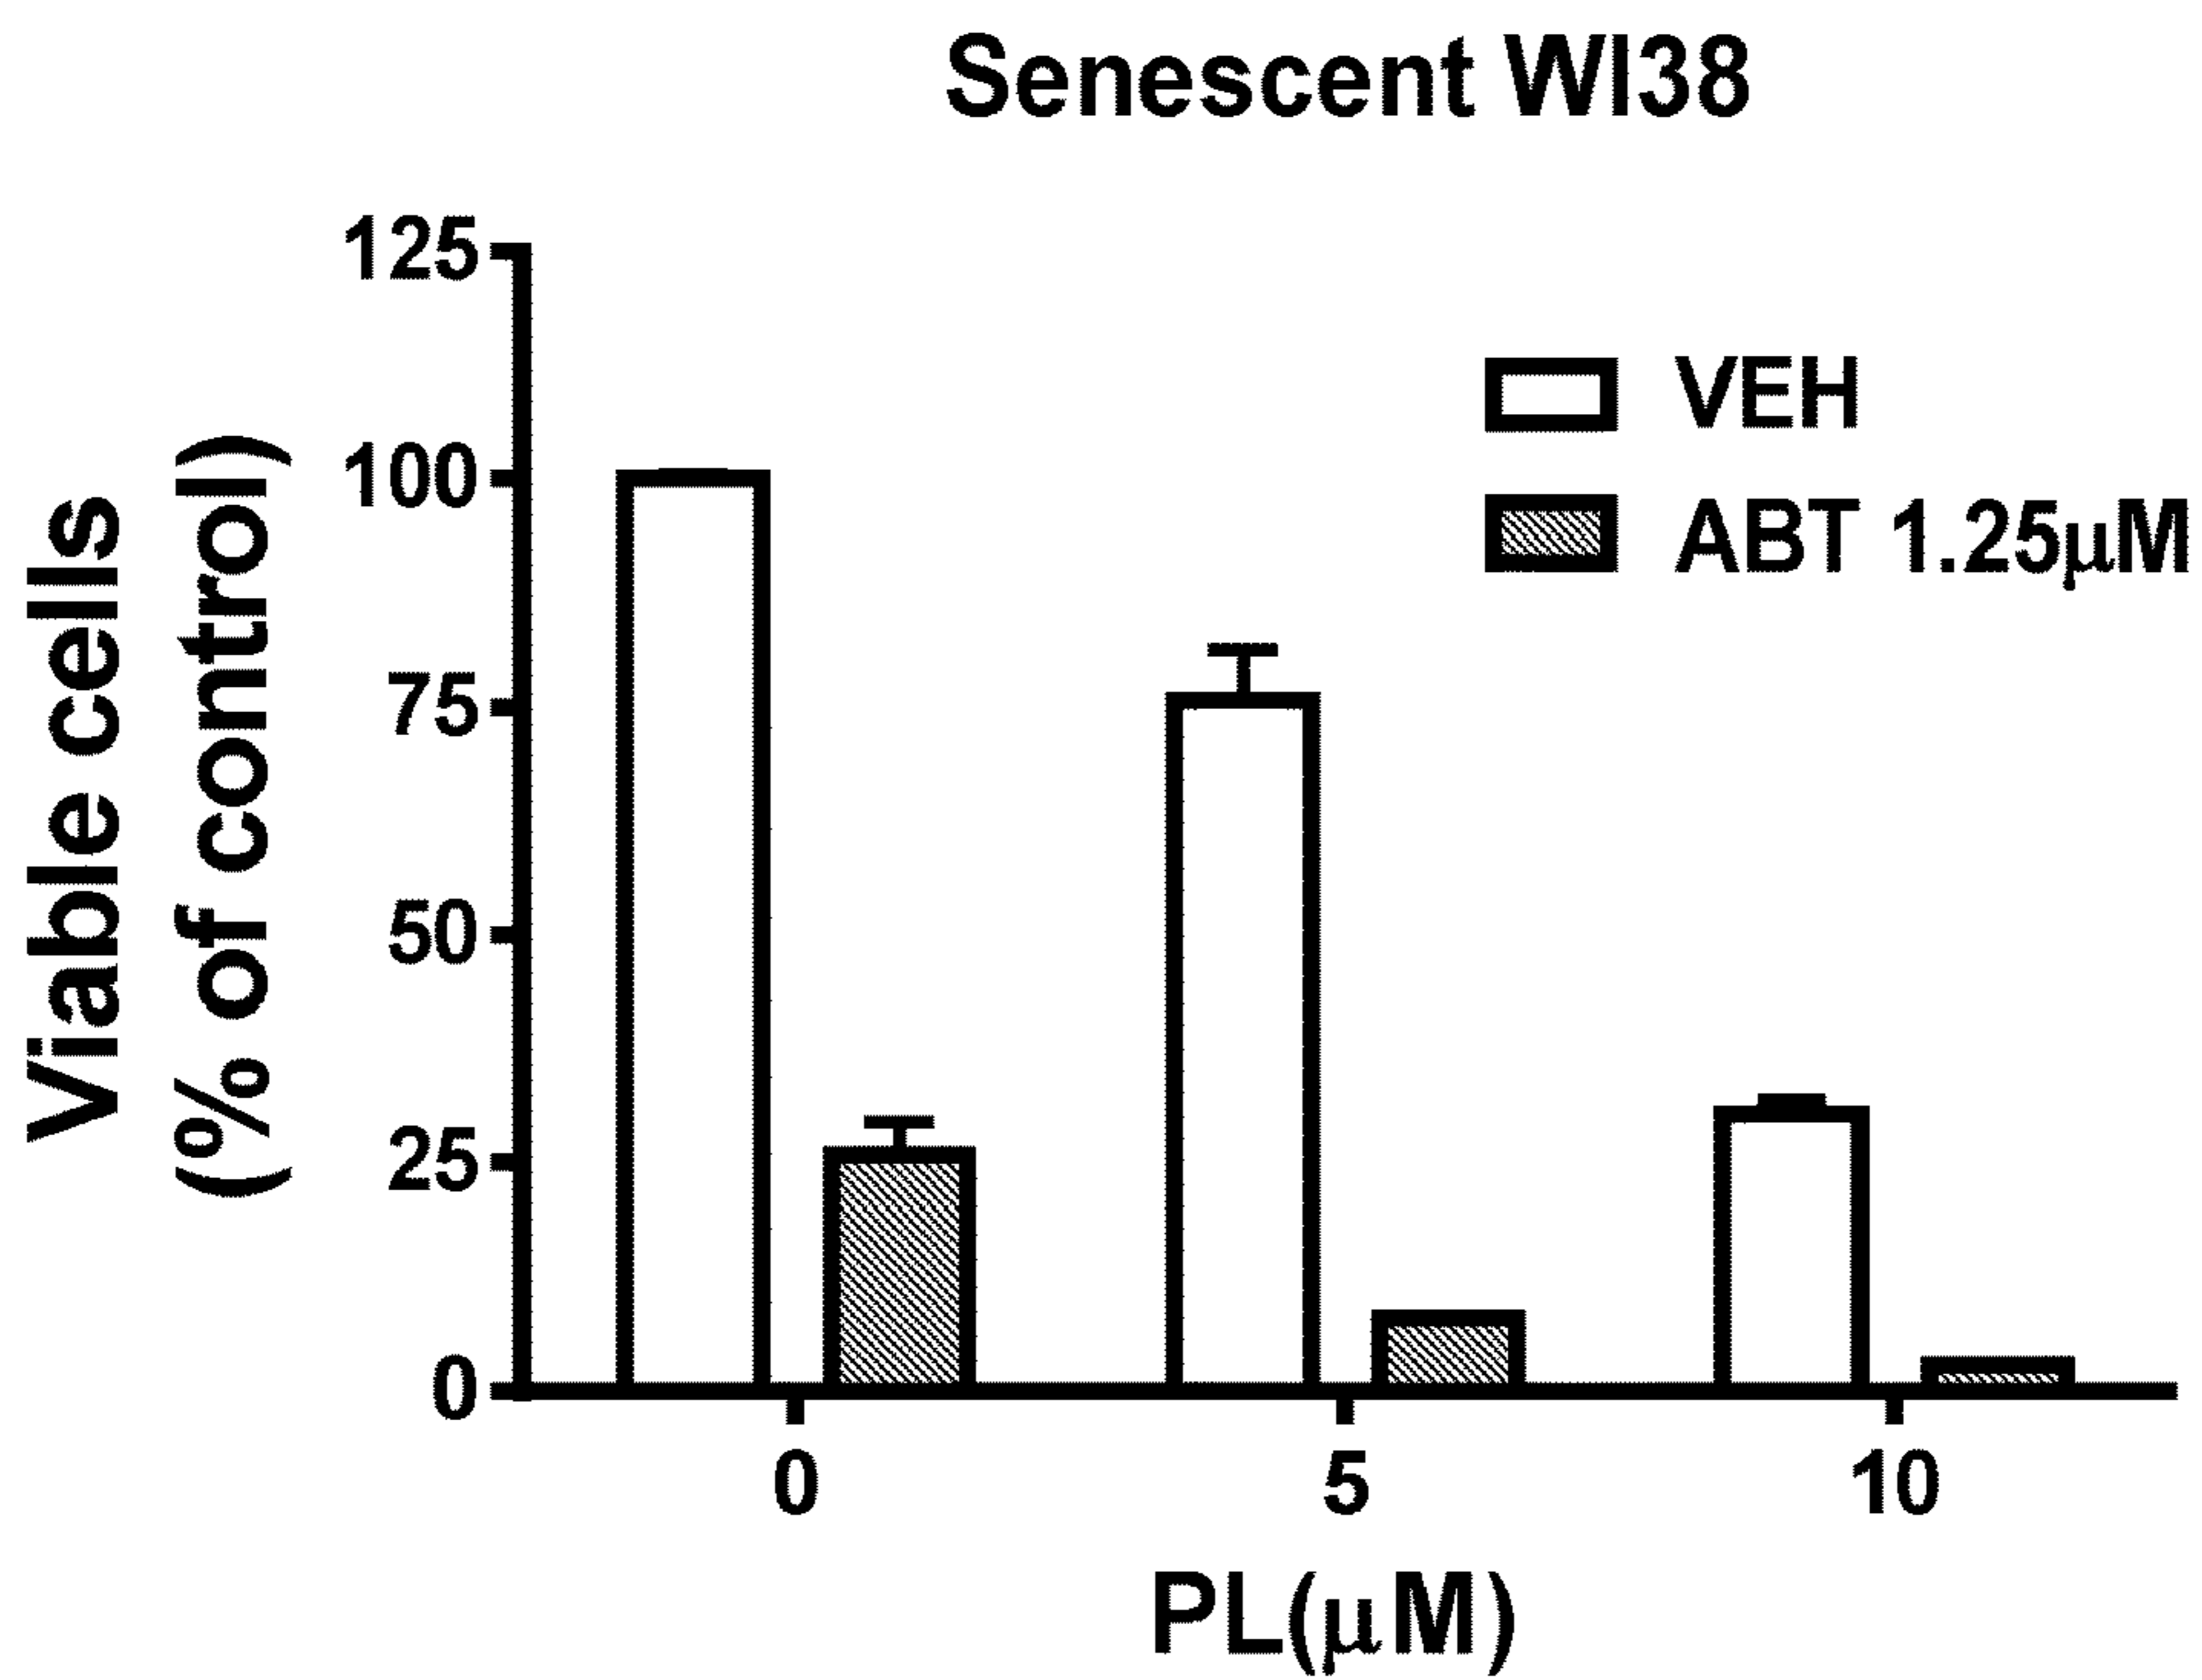 Senescent WI38
Viable cells
(% of control)
125
100
75
50
25
0
VEH
ABT 1.25μM
0 5 10
PL(μM)